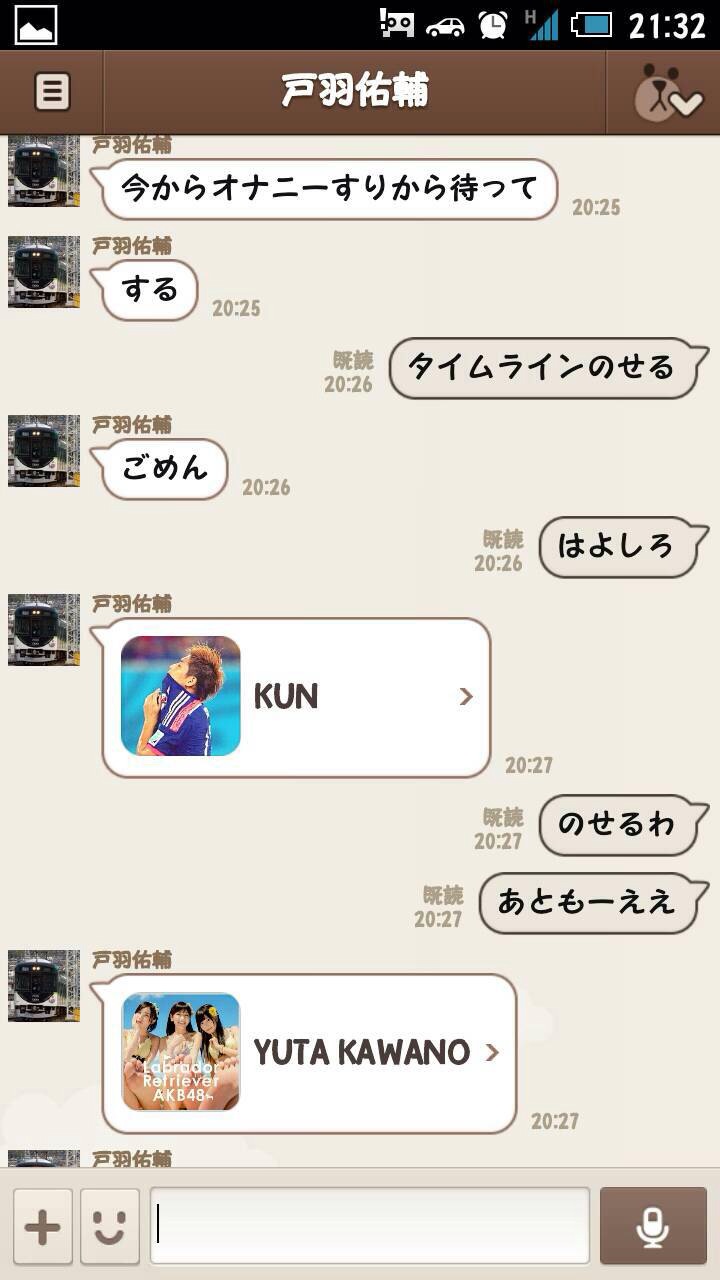 H 21:32
戸羽佑輔
戸羽佑輔
今からオナニーすりから待って
20:25
戸羽佑輔
する
20:25
既読
20:26
タイムラインのせる
戸羽佑輔
ごめん
20:26
既読
20:26
はよしろ
戸羽佑輔
KUN
20:27
既読
20:27
のせるわ
既読
20:27
あともーええ
戸羽佑輔
Labrador
Retriever
AKB48
YUTA KAWANO
20:27
戸羽佑輔